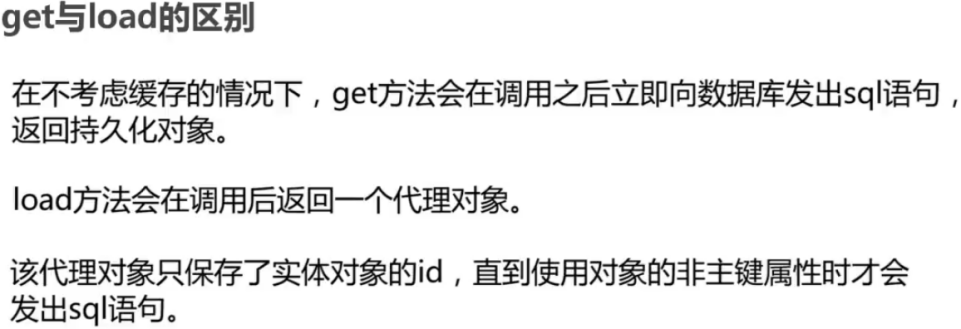 get与load的区别
在不考虑缓存的情况下，get方法会在调用之后立即向数据库发出sql语句，
返回持久化对象。
load方法会在调用后返回一个代理对象。
该代理对象只保存了实体对象的id，直到使用对象的非主键属性时才会
发出sql语句。